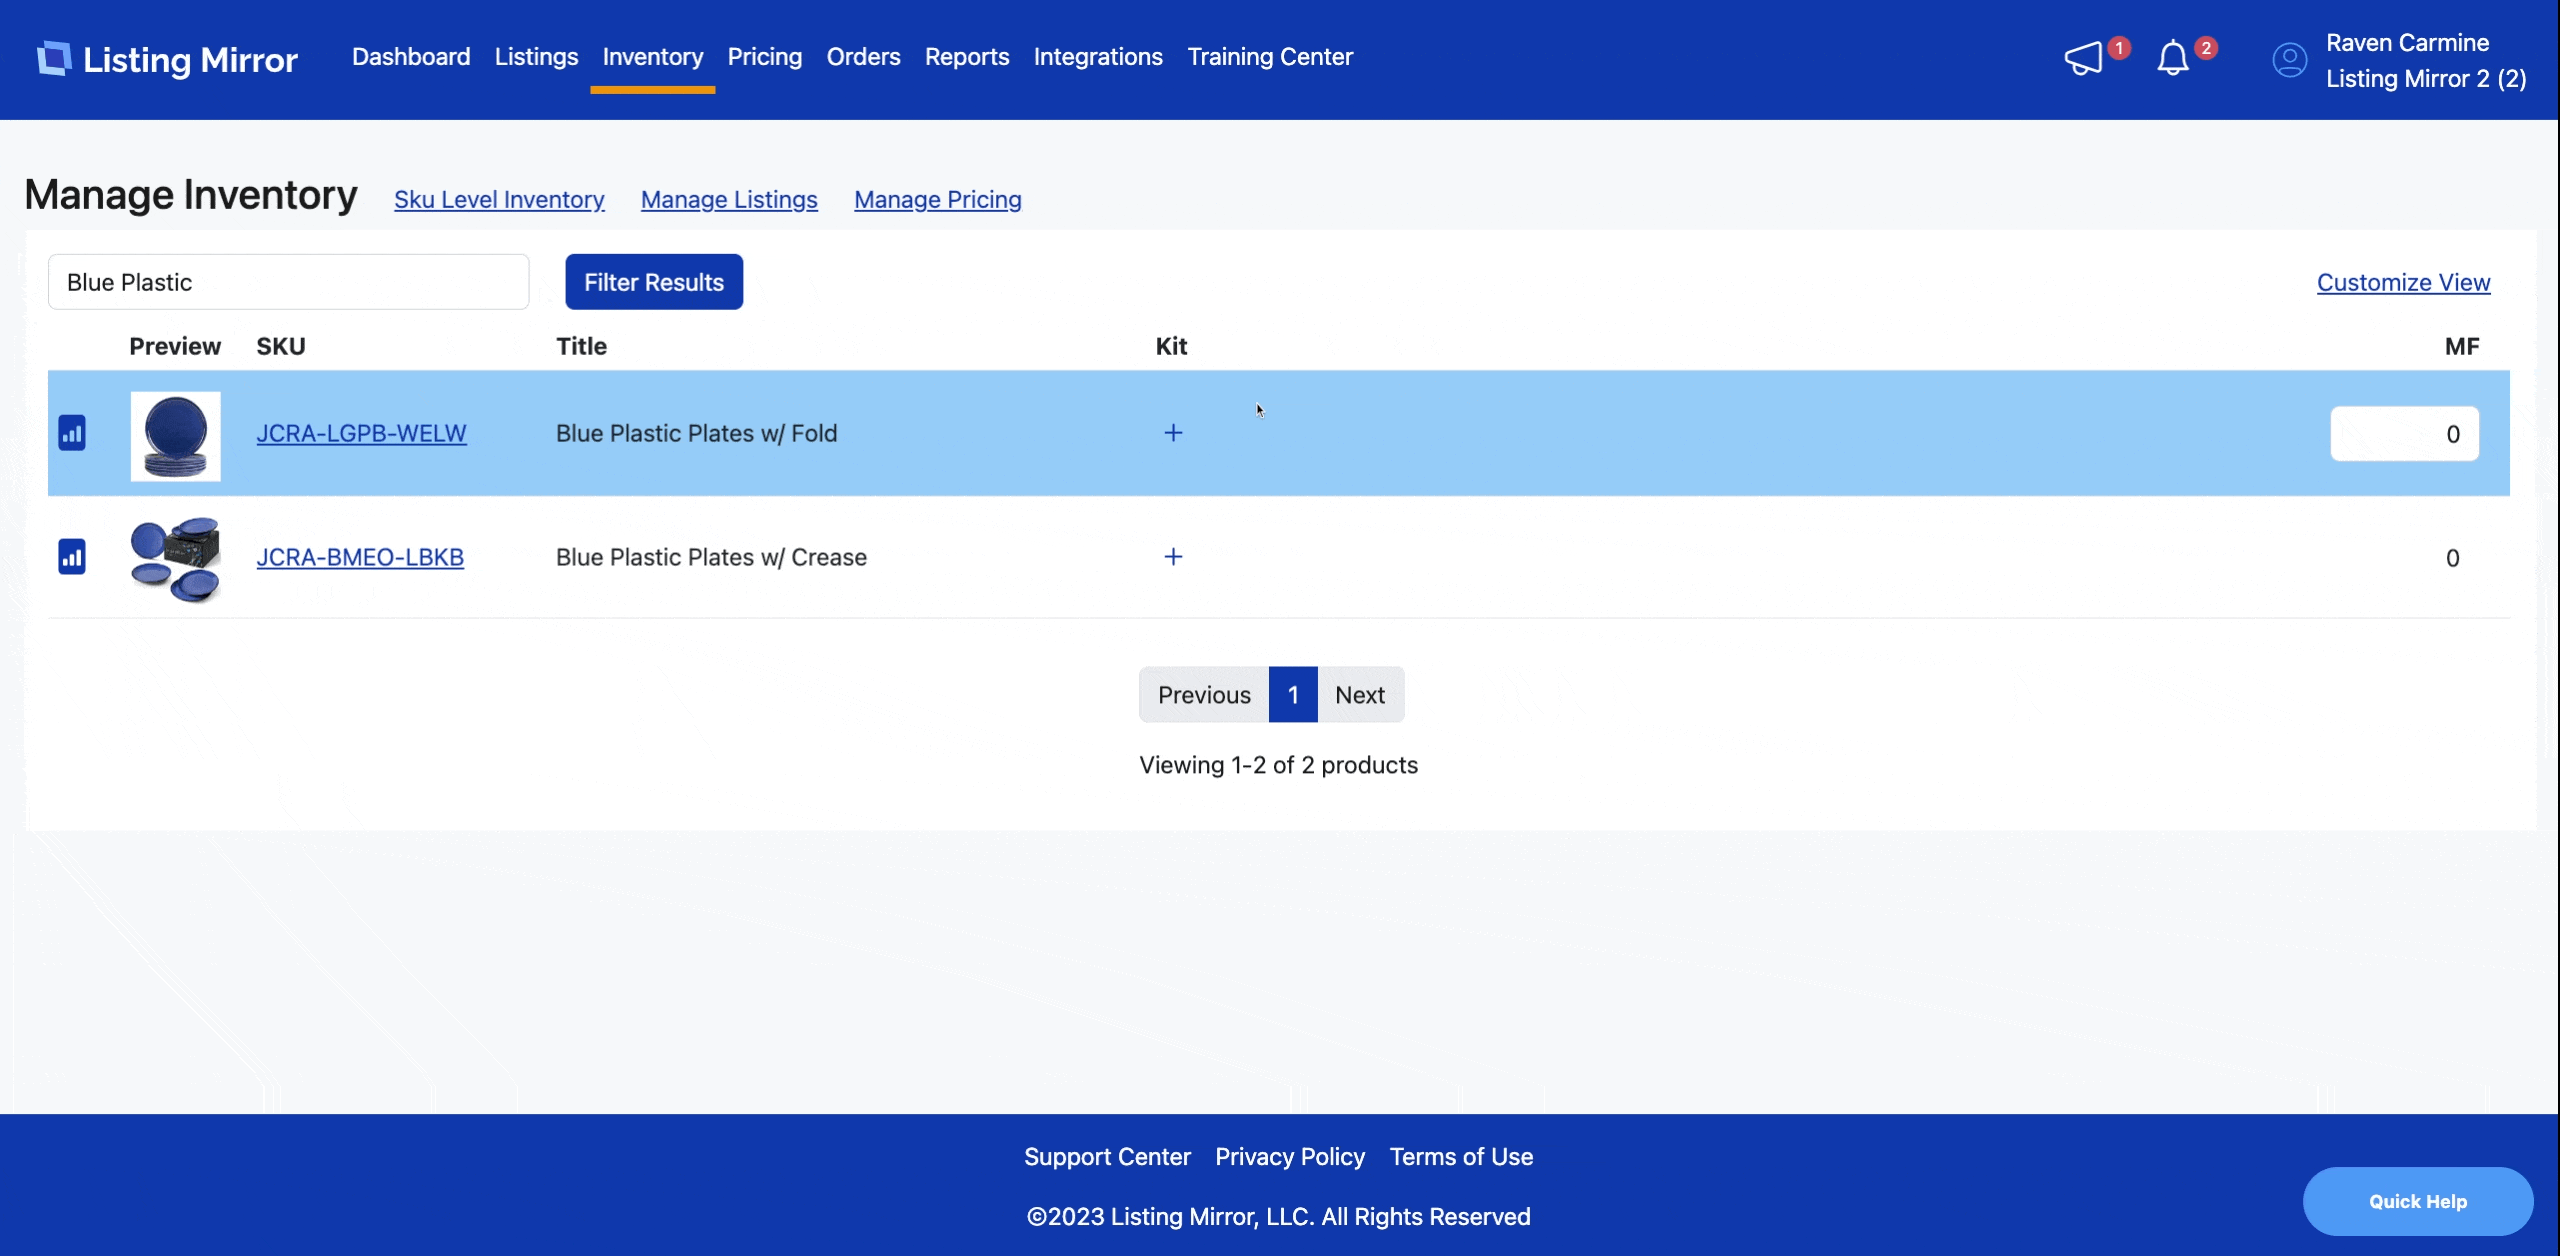 Listing Mirror
Dashboard Listings Inventory Pricing Orders Reports Integrations Training Center
1 2
Raven Carmine
Listing Mirror 2 (2)
Manage Inventory Sku Level Inventory Manage Listings Manage Pricing
Blue Plastic Filter Results Customize View
Preview SKU Title Kit MF
JCRA-LGPB-WELW Blue Plastic Plates w/ Fold + 0
JCRA-BMEO-LBKB Blue Plastic Plates w/ Crease + 0
Previous 1 Next
Viewing 1-2 of 2 products
Support Center Privacy Policy Terms of Use
©2023 Listing Mirror, LLC. All Rights Reserved
Quick Help